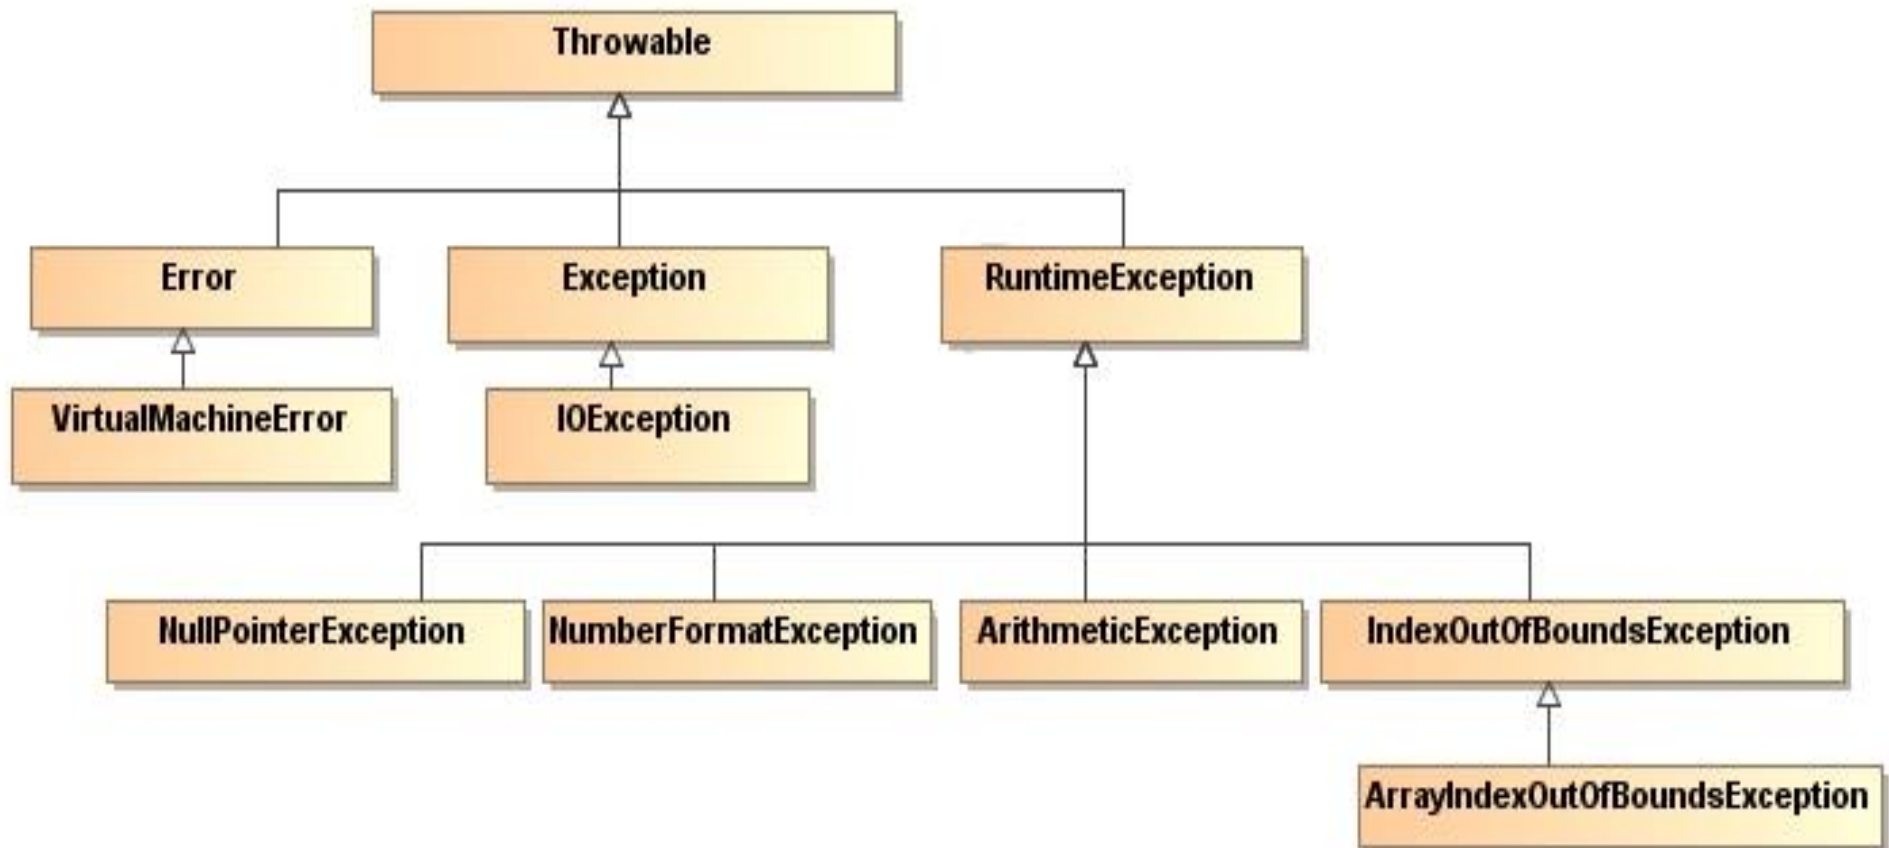 Throwable
Error
Exception
RuntimeException
VirtualMachineError
IOException
NullPointerException
NumberFormatException
ArithmeticException
IndexOutOfBoundsException
ArrayIndexOutOfBoundsException